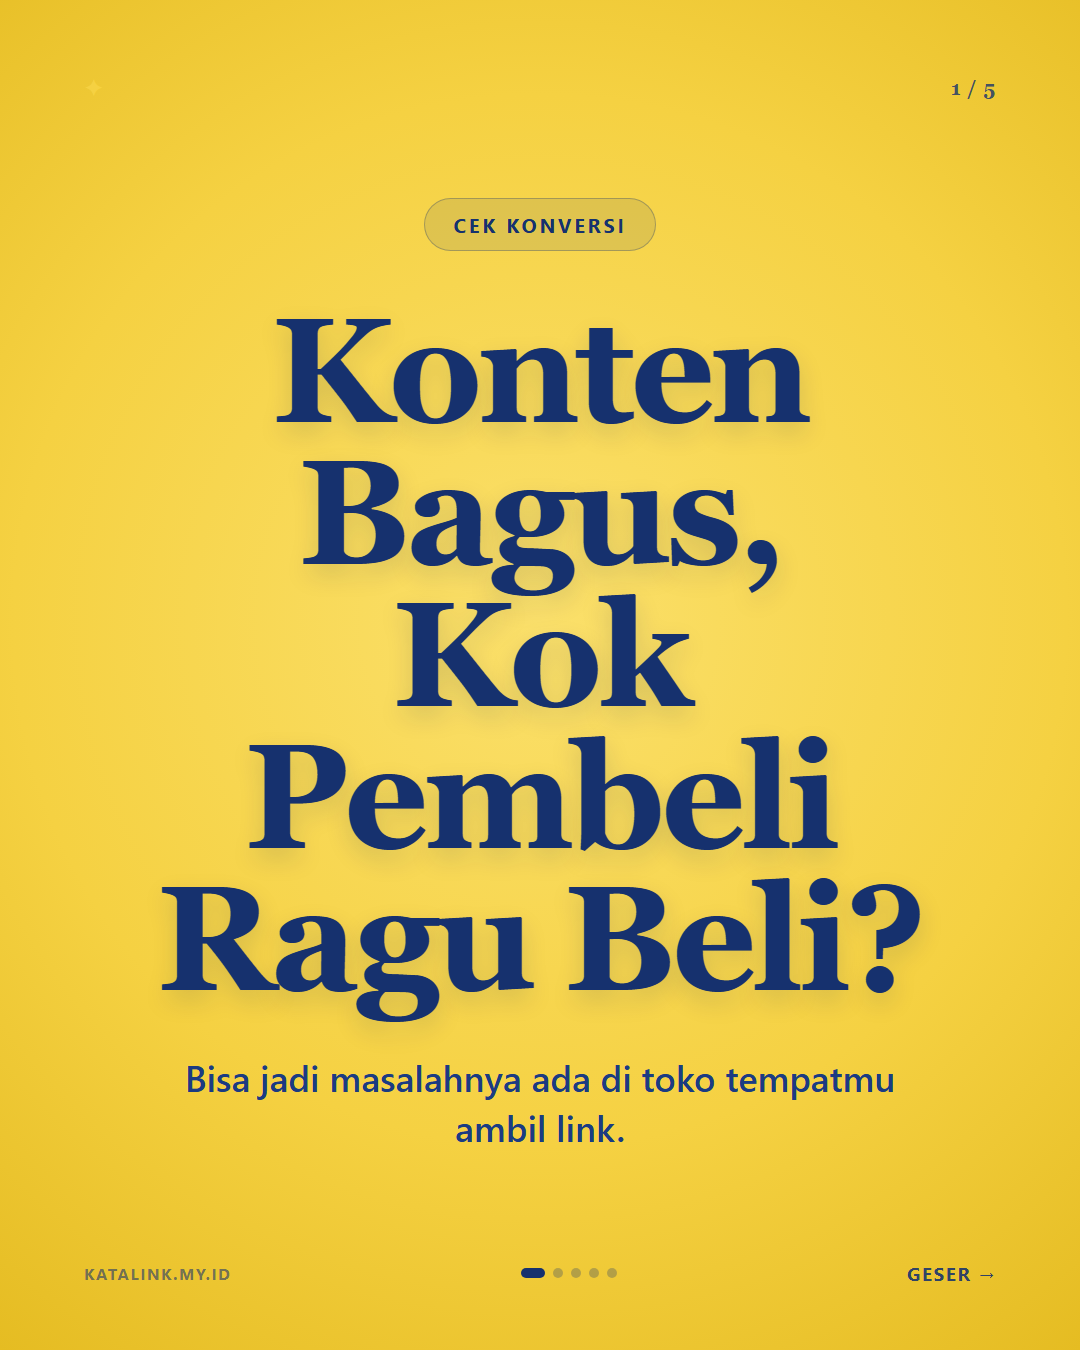 1 / 5
CEK KONVERSI
Konten
Bagus,
Kok
Pembeli
Ragu Beli?
Bisa jadi masalahnya ada di toko tempatmu
ambil link.
KATALINK.MY.ID
GESER →